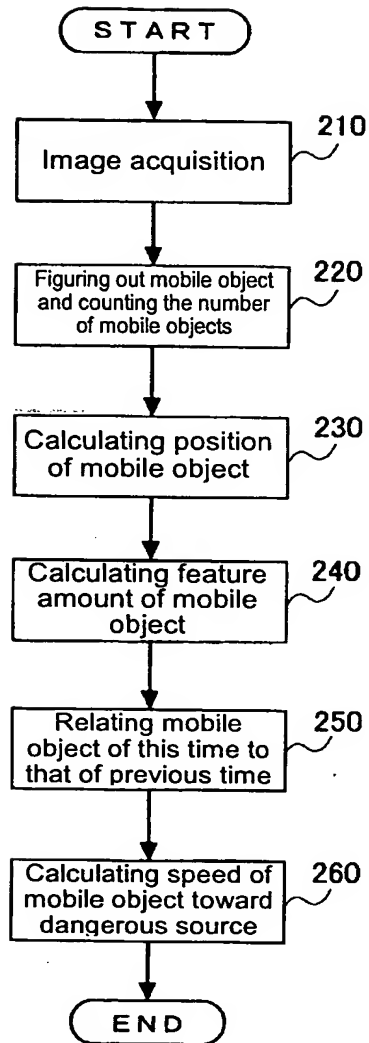 START
210
Image acquisition
220
Figuring out mobile object
and counting the number
of mobile objects
230
Calculating position
of mobile object
240
Calculating feature
amount of mobile
object
250
Relating mobile
object of this time to
that of previous time
260
Calculating speed of
mobile object toward
dangerous source
END